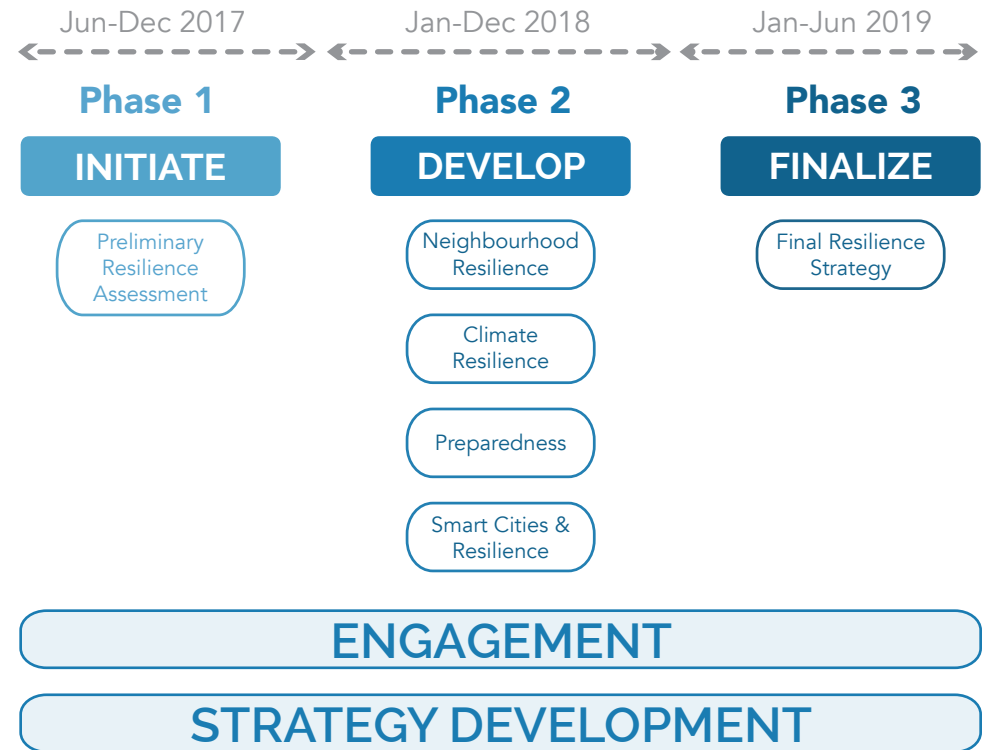 Jun-Dec 2017
Jan-Dec 2018
Jan-Jun 2019
Phase 1
Phase 2
Phase 3
INITIATE
DEVELOP
FINALIZE
Preliminary
Resilience
Assessment
Neighbourhood
Resilience
Climate
Resilience
Preparedness
Smart Cities &
Resilience
Final Resilience
Strategy
ENGAGEMENT
STRATEGY DEVELOPMENT